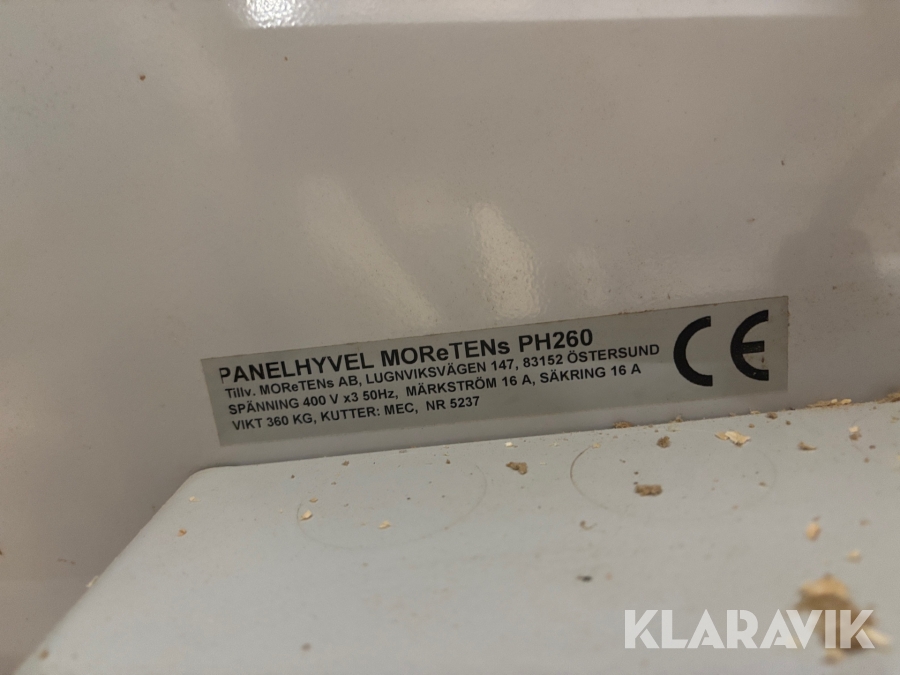 PANELHYVEL MOReTENs PH260
Tillv. MOReTENs AB, LUGNVIKSVÄGEN 147, 83152 ÖSTERSUND
SPÄNNING 400 V x3 50Hz, MÄRKSTRÖM 16 A, SÄKRING 16 A
VIKT 360 KG, KUTTER: MEC, NR 5237
CE
KLARAVIK